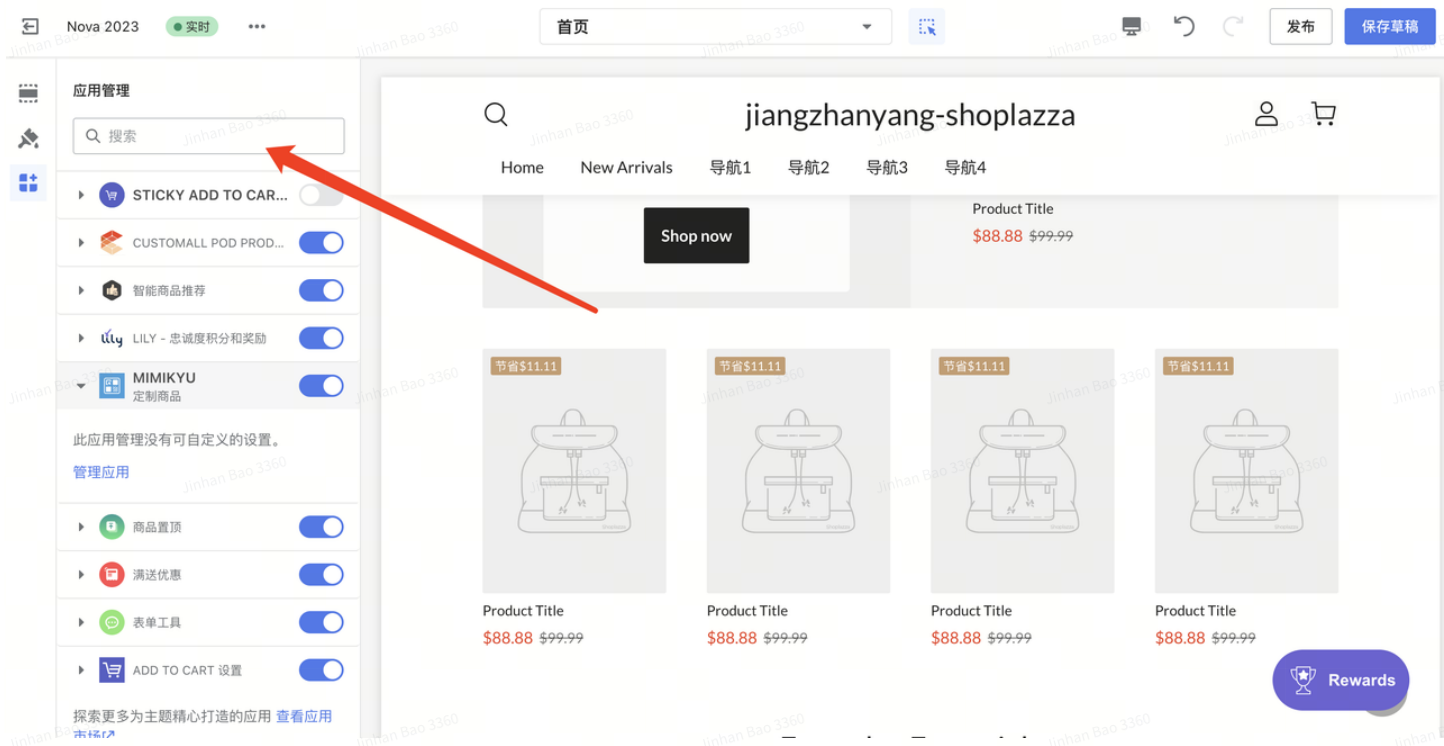 Nova 2023
实时
首页
发布
保存草稿
应用管理
搜索
STICKY ADD TO CAR...
CUSTOMALL POD PROD...
智能商品推荐
lily
LILY - 忠诚度积分和奖励
MIMIKYU
定制商品
此应用管理没有可自定义的设置。
管理应用
商品置顶
满送优惠
表单工具
ADD TO CART 设置
探索更多为主题精心打造的应用 查看应用
市场
jiangzhanyang-shoplazza
Home New Arrivals 导航1 导航2 导航3 导航4
Shop now
Product Title
$88.88 $99.99
节省$11.11 节省$11.11 节省$11.11 节省$11.11
Product Title Product Title Product Title Product Title
$88.88 $99.99 $88.88 $99.99 $88.88 $99.99 $88.88 $99.99
Rewards
Jinhan Bao 3360